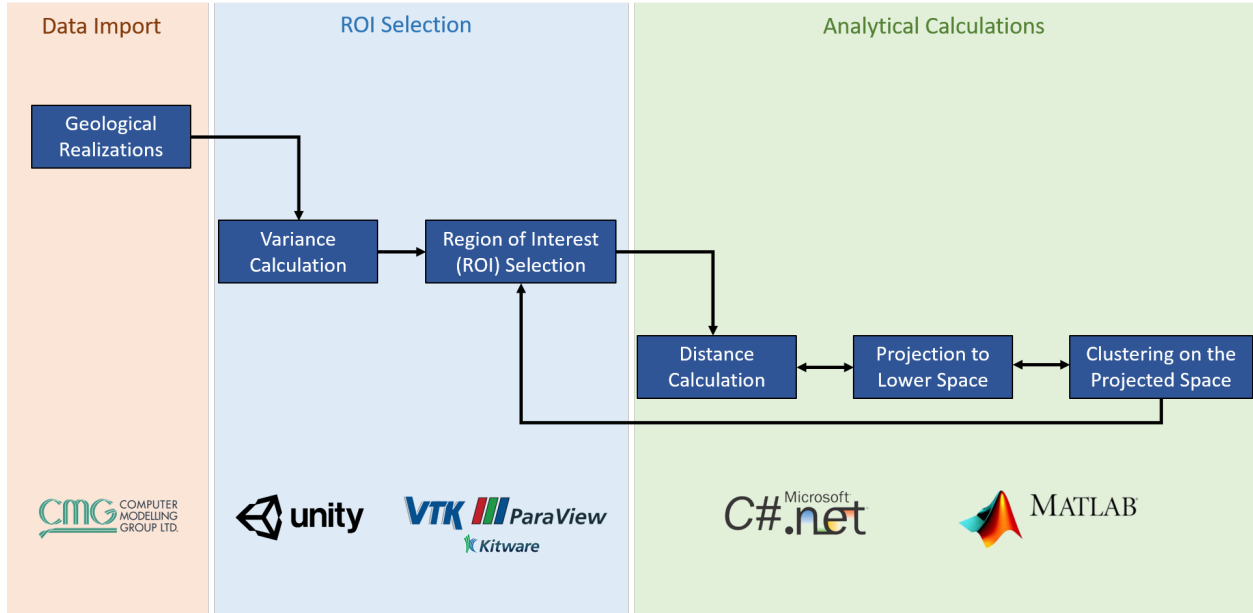 Data Import
ROI Selection
Analytical Calculations
Geological
Realizations
Variance
Calculation
Region of Interest
(ROI) Selection
Distance
Calculation
Projection to
Lower Space
Clustering on the
Projected Space
CMG COMPUTER
MODELLING
GROUP LTD.
unity
VTK ParaView
Kitware
Microsoft
C#.net
MATLAB